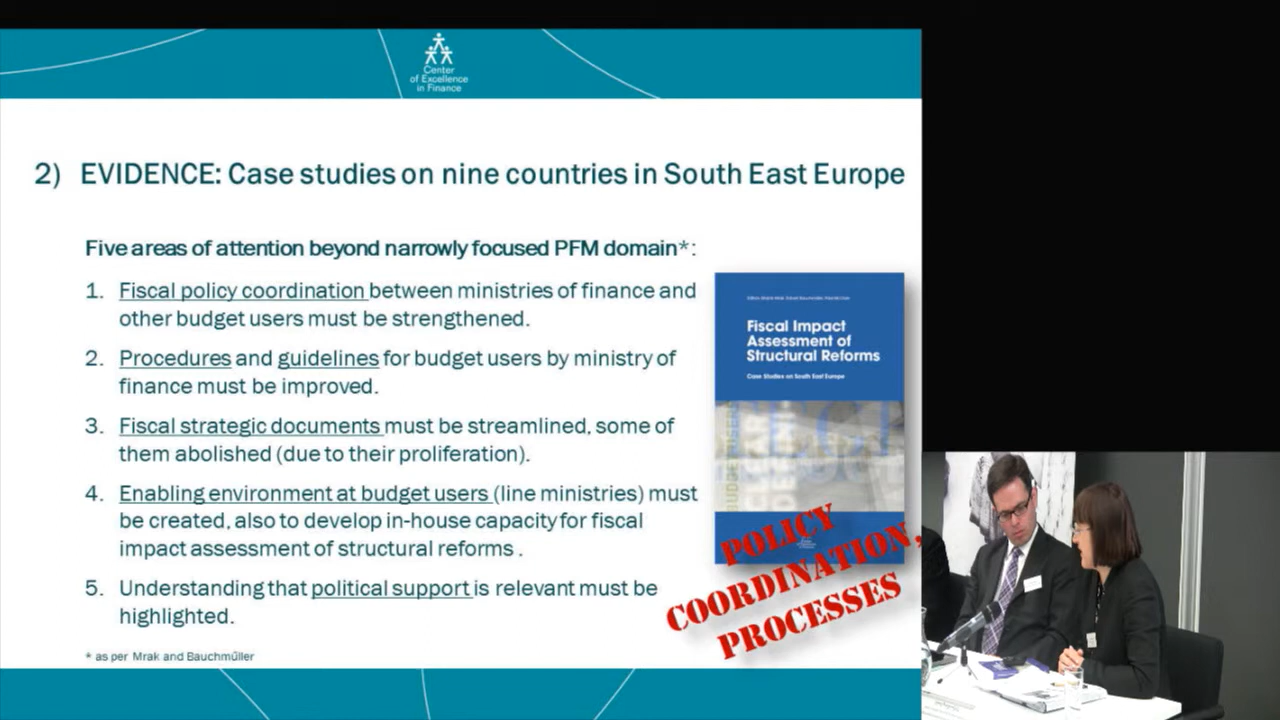 Center
of Excellence
in Finance
2) EVIDENCE: Case studies on nine countries in South East Europe
Five areas of attention beyond narrowly focused PFM domain*:
1. Fiscal policy coordination between ministries of finance and
other budget users must be strengthened.
2. Procedures and guidelines for budget users by ministry of
finance must be improved.
3. Fiscal strategic documents must be streamlined, some of
them abolished (due to their proliferation).
4. Enabling environment at budget users (line ministries) must
be created, also to develop in-house capacity for fiscal
impact assessment of structural reforms .
5. Understanding that political support is relevant must be
highlighted.
* as per Mrak and Bauchmüller
Fiscal Impact
Assessment of
Structural Reforms
Case Studies on South East Europe
POLICY
COORDINATION,
PROCESSES